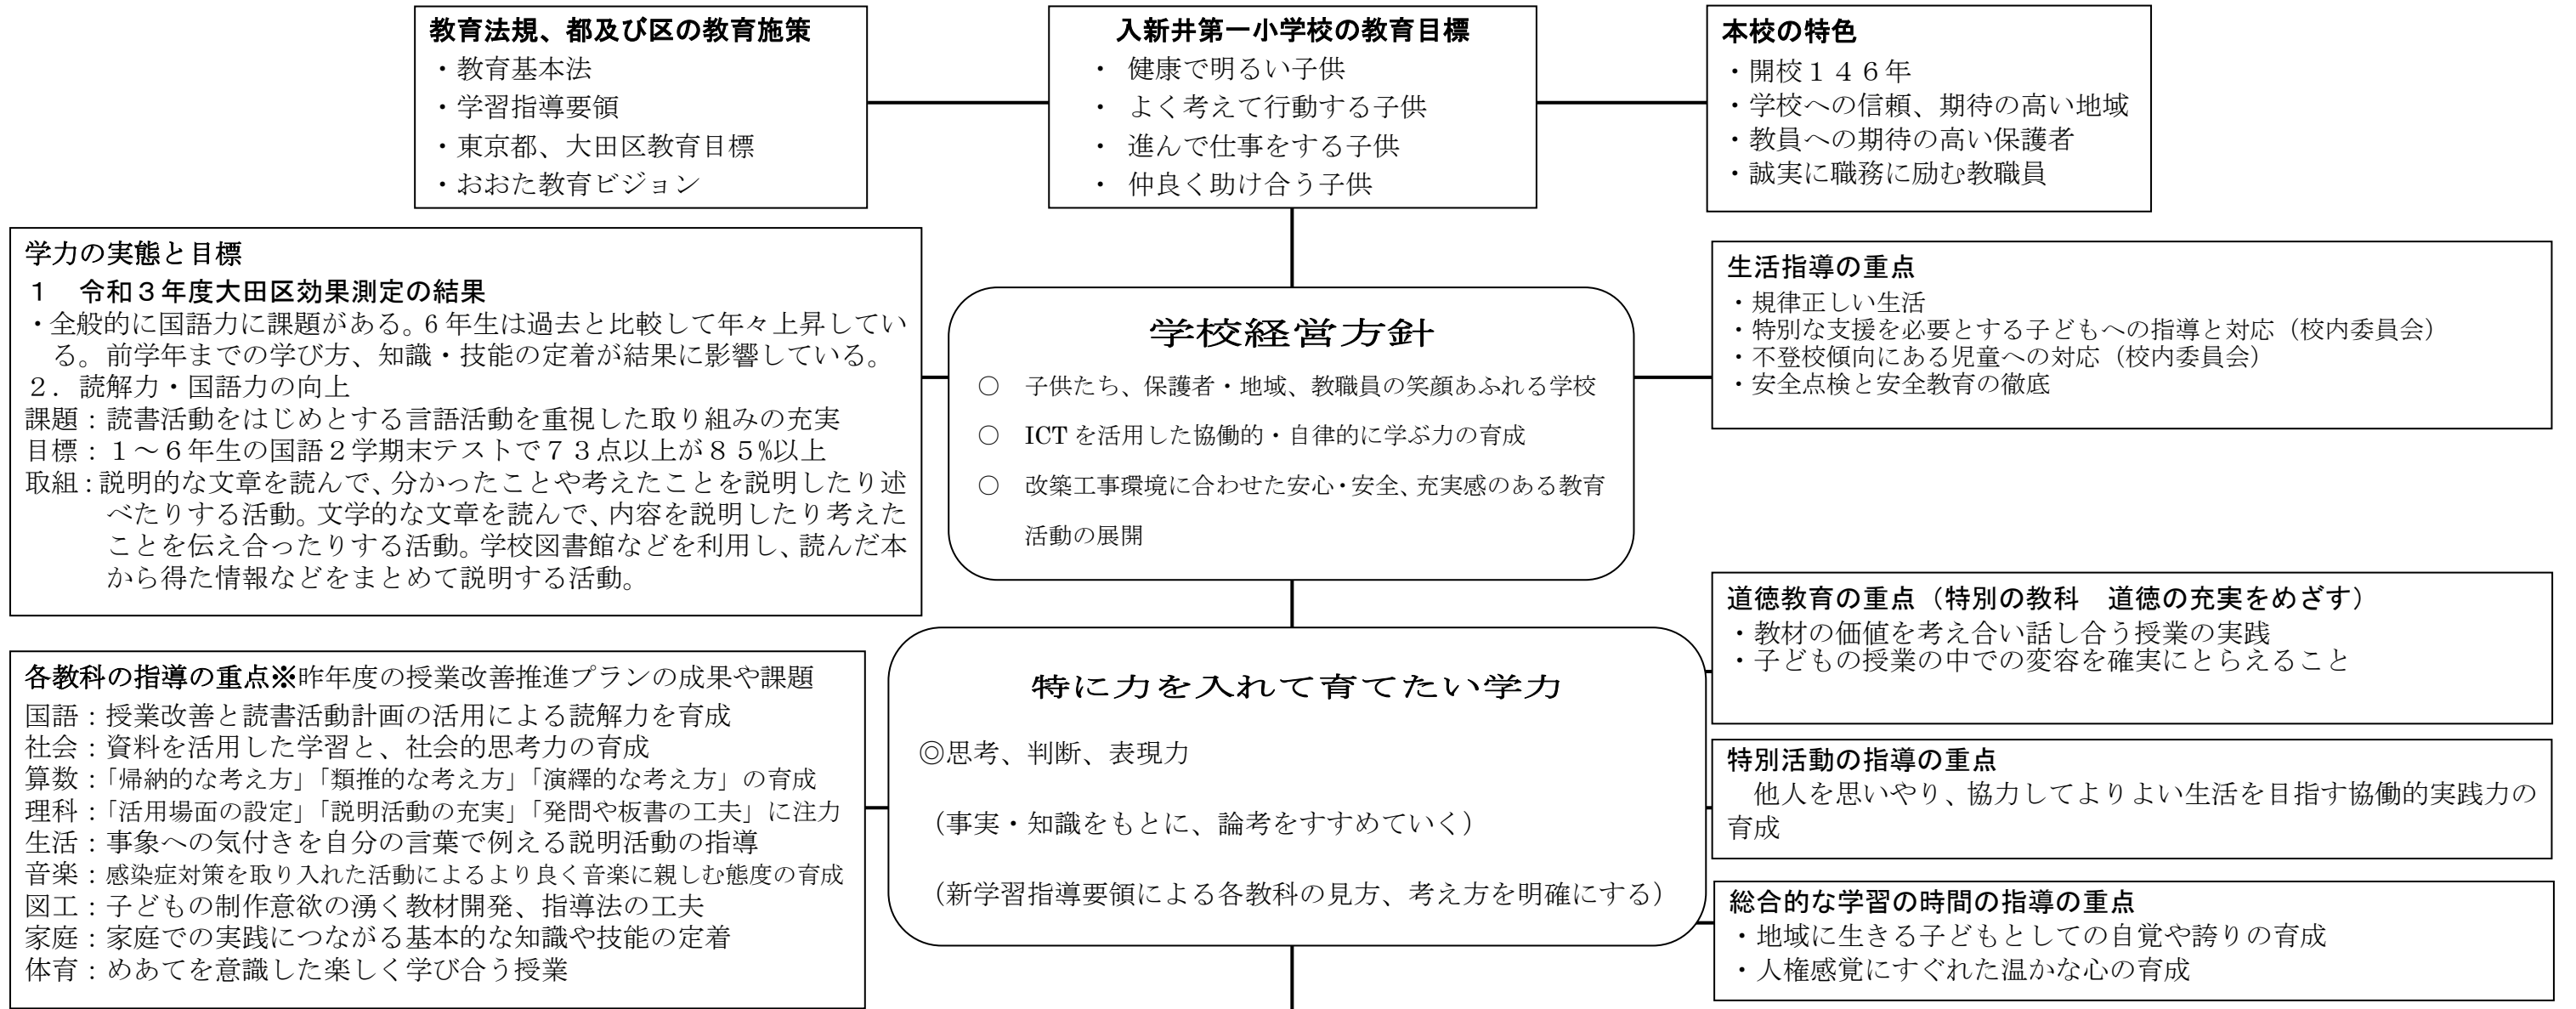 教育法規、都及び区の教育施策
・教育基本法
・学習指導要領
・東京都、大田区教育目標
・おおた教育ビジョン
入新井第一小学校の教育目標
・ 健康で明るい子供
・ よく考えて行動する子供
・ 進んで仕事をする子供
・ 仲良く助け合う子供
本校の特色
・開校１４６年
・学校への信頼、期待の高い地域
・教員への期待の高い保護者
・誠実に職務に励む教職員
学力の実態と目標
１　令和３年度大田区効果測定の結果
・全般的に国語力に課題がある。６年生は過去と比較して年々上昇してい
る。前学年までの学び方、知識・技能の定着が結果に影響している。
２．読解力・国語力の向上
課題：読書活動をはじめとする言語活動を重視した取り組みの充実
目標：１～６年生の国語２学期末テストで７３点以上が８５%以上
取組：説明的な文章を読んで、分かったことや考えたことを説明したり述
べたりする活動。文学的な文章を読んで、内容を説明したり考えた
ことを伝え合ったりする活動。学校図書館などを利用し、読んだ本
から得た情報などをまとめて説明する活動。
学校経営方針
○　子供たち、保護者・地域、教職員の笑顔あふれる学校
○　ICTを活用した協働的・自律的に学ぶ力の育成
○　改築工事環境に合わせた安心・安全、充実感のある教育
活動の展開
生活指導の重点
・規律正しい生活
・特別な支援を必要とする子どもへの指導と対応（校内委員会）
・不登校傾向にある児童への対応（校内委員会）
・安全点検と安全教育の徹底
各教科の指導の重点※昨年度の授業改善推進プランの成果や課題
国語：授業改善と読書活動計画の活用による読解力を育成
社会：資料を活用した学習と、社会的思考力の育成
算数：「帰納的な考え方」「類推的な考え方」「演繹的な考え方」の育成
理科：「活用場面の設定」「説明活動の充実」「発問や板書の工夫」に注力
生活：事象への気付きを自分の言葉で例える説明活動の指導
音楽：感染症対策を取り入れた活動によるより良く音楽に親しむ態度の育成
図工：子どもの制作意欲の湧く教材開発、指導法の工夫
家庭：家庭での実践につながる基本的な知識や技能の定着
体育：めあてを意識した楽しく学び合う授業
特に力を入れて育てたい学力
◎思考、判断、表現力
（事実・知識をもとに、論考をすすめていく）
（新学習指導要領による各教科の見方、考え方を明確にする）
道徳教育の重点（特別の教科　道徳の充実をめざす）
・教材の価値を考え合い話し合う授業の実践
・子どもの授業の中での変容を確実にとらえること
特別活動の指導の重点
他人を思いやり、協力してよりよい生活を目指す協働的実践力の
育成
総合的な学習の時間の指導の重点
・地域に生きる子どもとしての自覚や誇りの育成
・人権感覚にすぐれた温かな心の育成